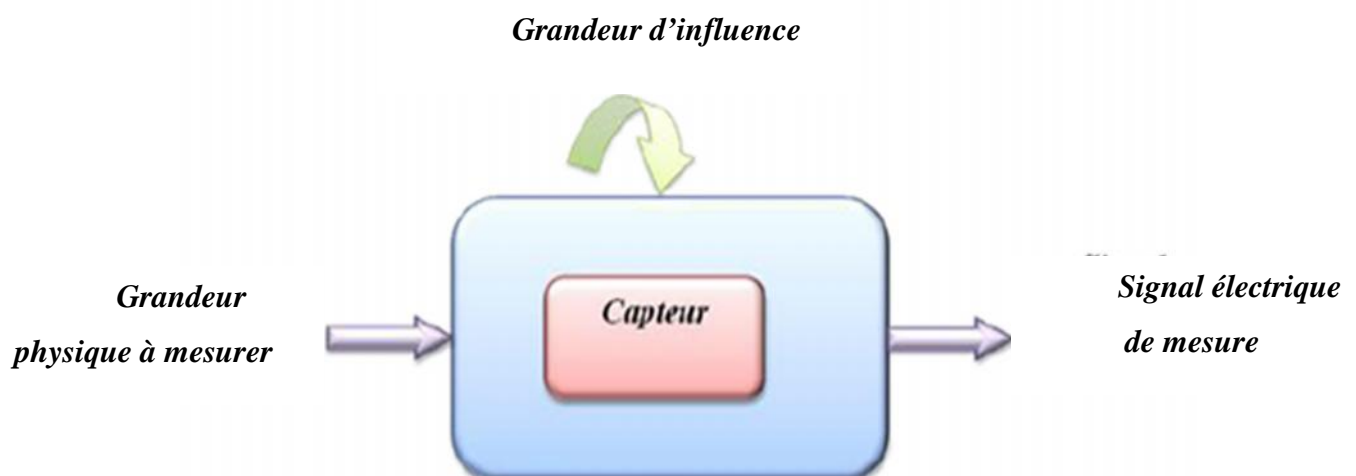 Grandeur d’influence
Grandeur
physique à mesurer
Capteur
Signal électrique
de mesure